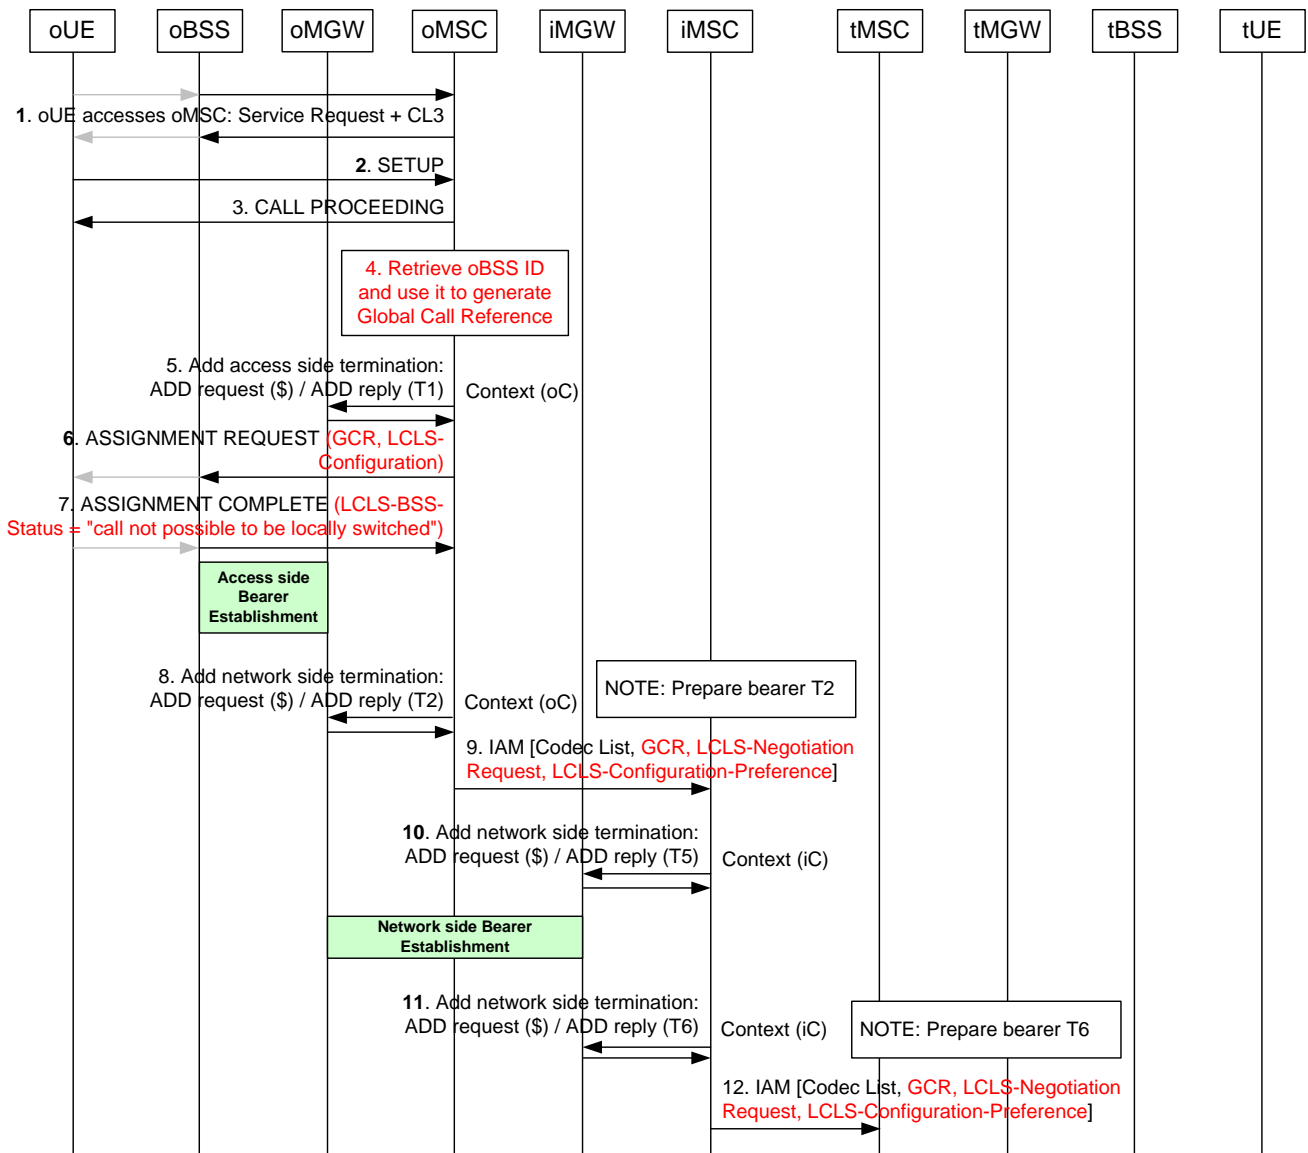 oUE oBSS oMGW oMSC iMGW iMSC tMSC tMGW tBSS tUE
1. oUE accesses oMSC: Service Request + CL3
2. SETUP
3. CALL PROCEEDING
4. Retrieve oBSS ID
and use it to generate
Global Call Reference
5. Add access side termination:
ADD request ($) / ADD reply (T1)
Context (oC)
6. ASSIGNMENT REQUEST (GCR, LCLS-
Configuration)
7. ASSIGNMENT COMPLETE (LCLS-BSS-
Status = "call not possible to be locally switched")
Access side
Bearer
Establishment
8. Add network side termination:
ADD request ($) / ADD reply (T2)
Context (oC)
NOTE: Prepare bearer T2
9. IAM [Codec List, GCR, LCLS-Negotiation
Request, LCLS-Configuration-Preference]
10. Add network side termination:
ADD request ($) / ADD reply (T5)
Context (iC)
Network side Bearer
Establishment
11. Add network side termination:
ADD request ($) / ADD reply (T6)
Context (iC)
NOTE: Prepare bearer T6
12. IAM [Codec List, GCR, LCLS-Negotiation
Request, LCLS-Configuration-Preference]